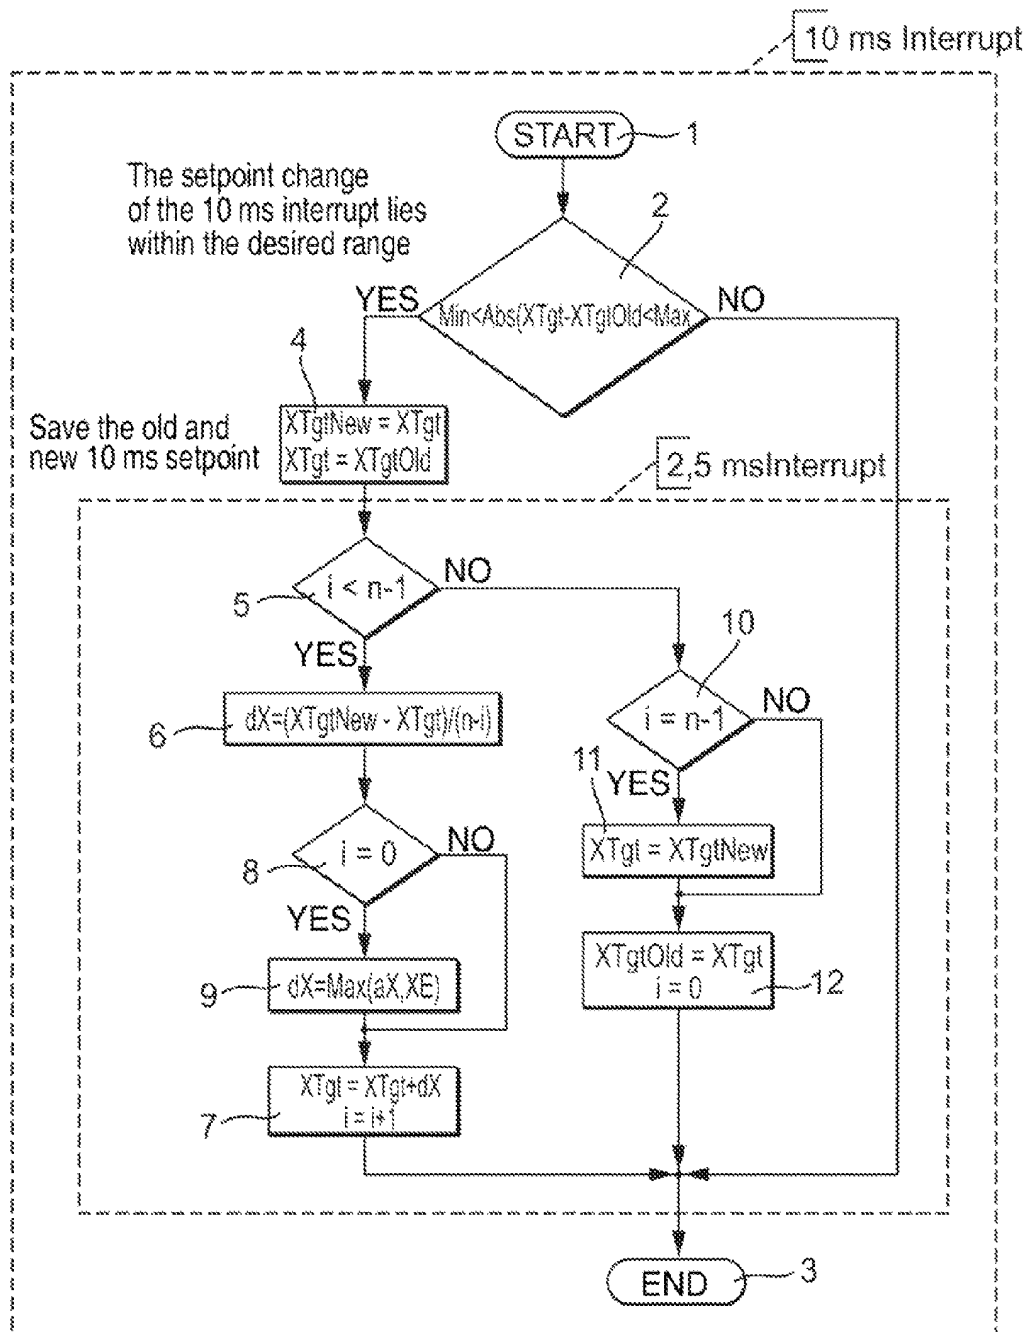 10 ms Interrupt
START
1
The setpoint change
of the 10 ms interrupt lies
within the desired range
2
YES
NO
Min<Abs(XTgt-XTgtOld<Max
4
XTgtNew = XTgt
XTgt = XTgtOld
Save the old and
new 10 ms setpoint
2,5 msInterrupt
i < n-1
NO
5
YES
10
dX=(XTgtNew - XTgt)/(n-i)
6
i = n-1
NO
11
YES
XTgt = XTgtNew
i = 0
NO
8
YES
XTgtOld = XTgt
i = 0
12
dX=Max(aX,XE)
9
XTgt = XTgt+dX
i = i+1
7
END
3